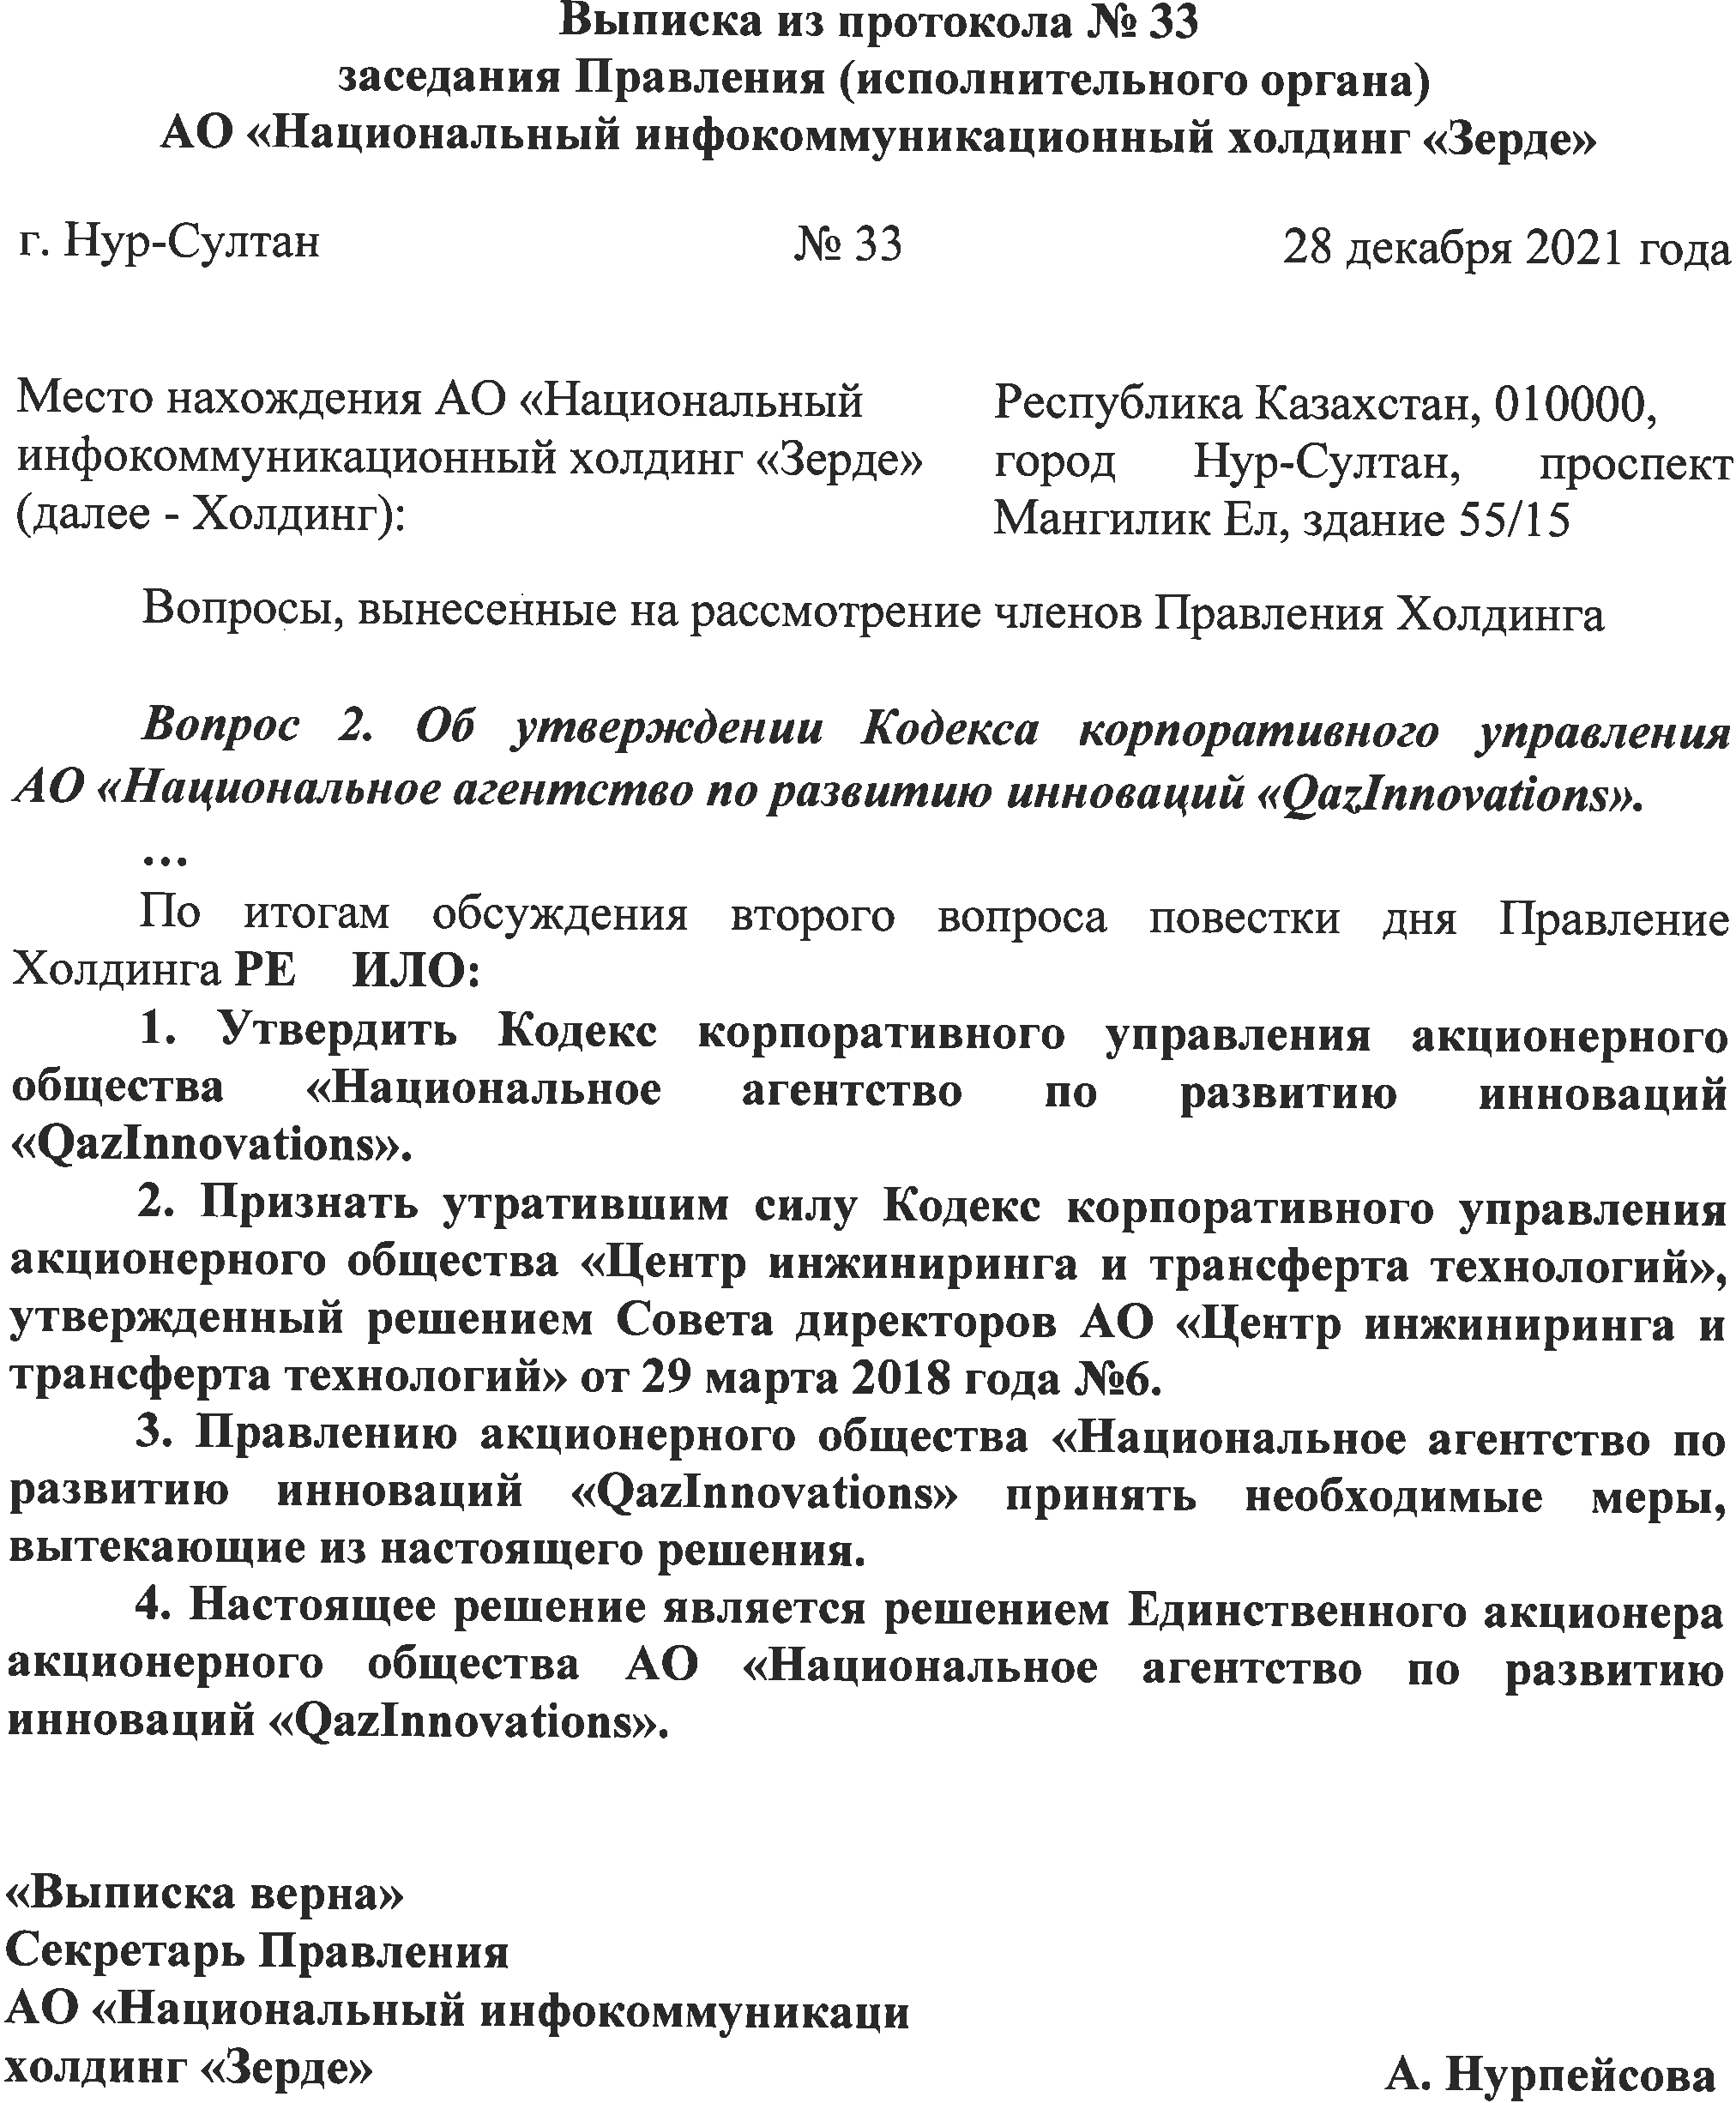 Выписка из протокола № 33
заседания Правления (исполнительного органа)
АО «Национальный инфокоммуникационный холдинг «Зерде»
г. Нур-Султан № 33 28 декабря 2021 года
Место нахождения АО «Национальный
инфокоммуникационный холдинг «Зерде»
(далее - Холдинг):
Республика Казахстан, 010000,
город Нур-Султан, проспект
Мангилик Ел, здание 55/15
Вопросы, вынесенные на рассмотрение членов Правления Холдинга
Вопрос 2. Об утверждении Кодекса корпоративного управления
АО «Национальное агентство по развитию инноваций «QazInnovations».
...
По итогам обсуждения второго вопроса повестки дня Правление
Холдинга РЕ ИЛО:
1. Утвердить Кодекс корпоративного управления акционерного
общества «Национальное агентство по развитию инноваций
«QazInnovations».
2. Признать утратившим силу Кодекс корпоративного управления
акционерного общества «Центр инжиниринга и трансферта технологий»,
утвержденный решением Совета директоров АО «Центр инжиниринга и
трансферта технологий» от 29 марта 2018 года №6.
3. Правлению акционерного общества «Национальное агентство по
развитию инноваций «QazInnovations» принять необходимые меры,
вытекающие из настоящего решения.
4. Настоящее решение является решением Единственного акционера
акционерного общества АО «Национальное агентство по развитию
инноваций «QazInnovations».
«Выписка верна»
Секретарь Правления
АО «Национальный инфокоммуникаци
холдинг «Зерде» А. Нурпейсова